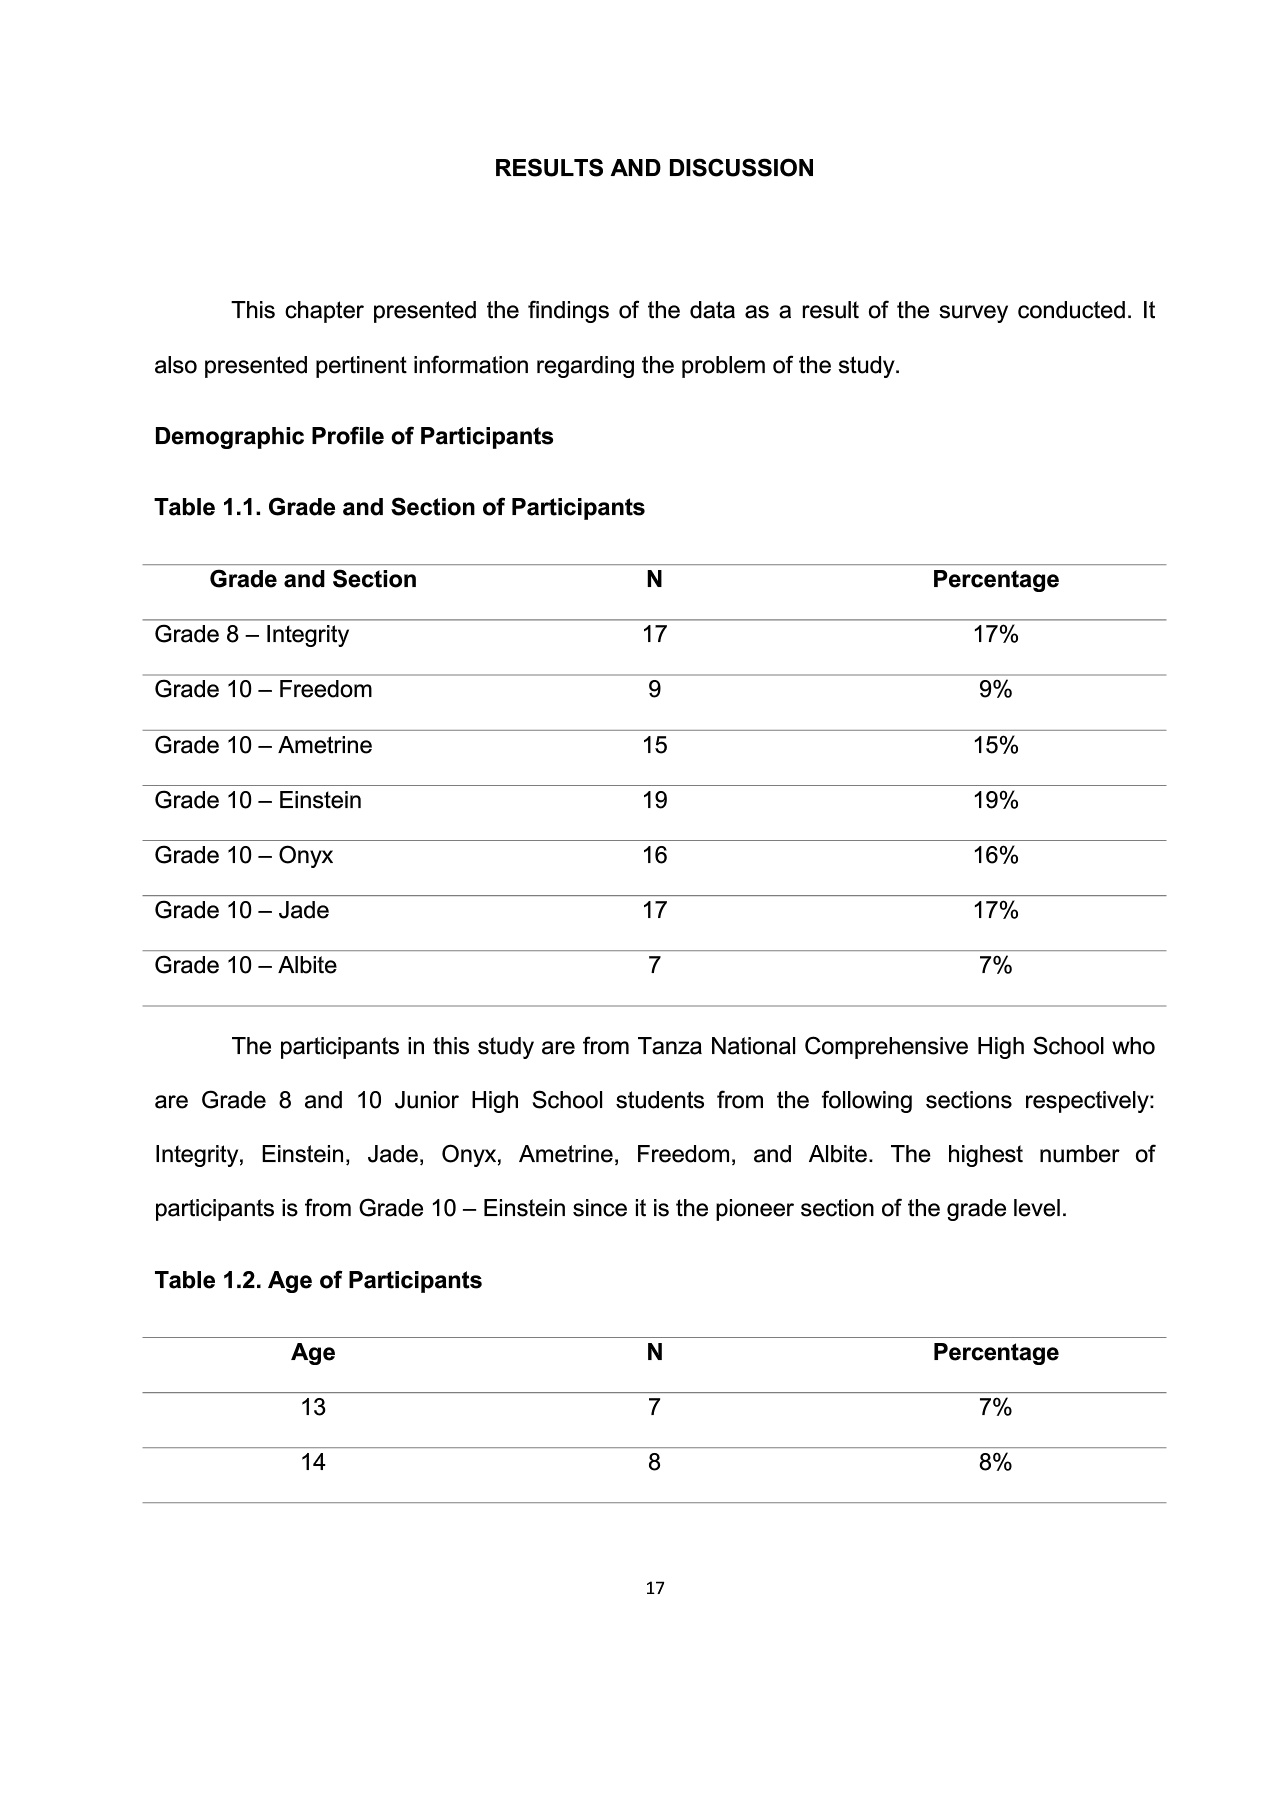 RESULTS AND DISCUSSION
This chapter presented the findings of the data as a result of the survey conducted. It
also presented pertinent information regarding the problem of the study.
Demographic Profile of Participants
Table 1.1. Grade and Section of Participants
Grade and Section N Percentage
Grade 8 – Integrity 17 17%
Grade 10 – Freedom 9 9%
Grade 10 – Ametrine 15 15%
Grade 10 – Einstein 19 19%
Grade 10 – Onyx 16 16%
Grade 10 – Jade 17 17%
Grade 10 – Albite 7 7%
The participants in this study are from Tanza National Comprehensive High School who
are Grade 8 and 10 Junior High School students from the following sections respectively:
Integrity, Einstein, Jade, Onyx, Ametrine, Freedom, and Albite. The highest number of
participants is from Grade 10 – Einstein since it is the pioneer section of the grade level.
Table 1.2. Age of Participants
Age N Percentage
13 7 7%
14 8 8%
17